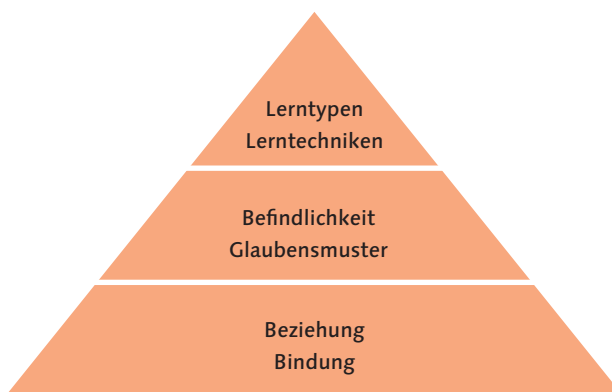 Lerntypen
Lerntechniken
Befindlichkeit
Glaubensmuster
Beziehung
Bindung